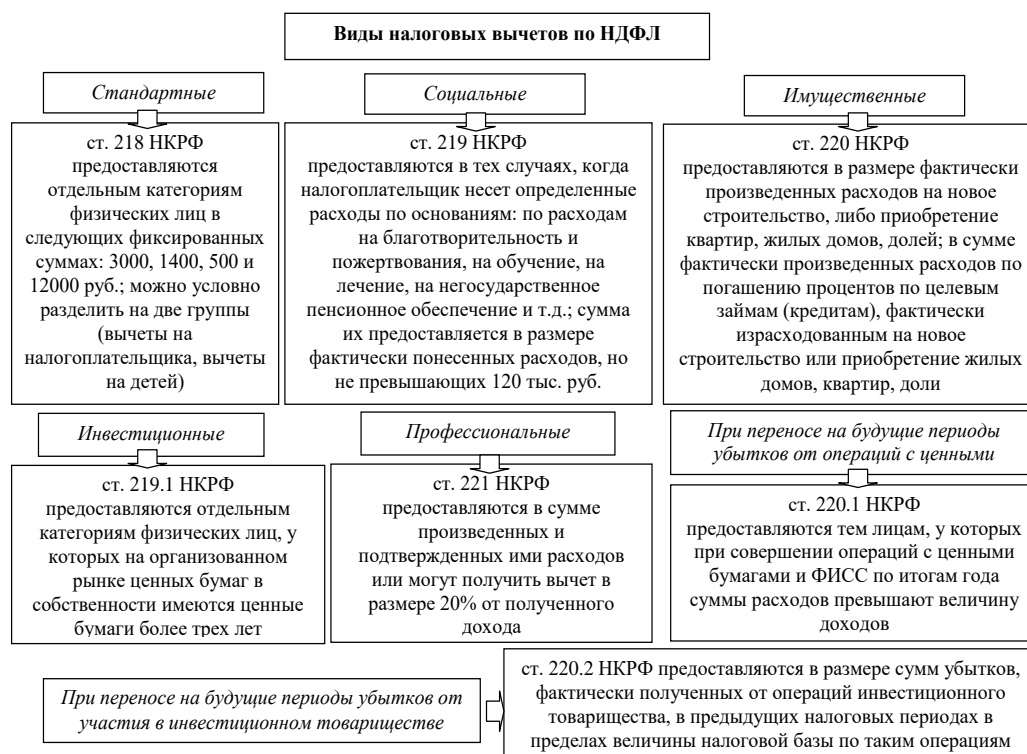 Виды налоговых вычетов по НДФЛ
Стандартные
ст. 218 НКРФ
предоставляются
отдельным категориям
физических лиц в
следующих фиксированных
суммах: 3000, 1400, 500 и
12000 руб.; можно условно
разделить на две группы
(вычеты на
налогоплательщика, вычеты
на детей)
Социальные
ст. 219 НКРФ
предоставляются в тех случаях, когда
налогоплательщик несет определенные
расходы по основаниям: по расходам
на благотворительность и
пожертвования, на обучение, на
лечение, на негосударственное
пенсионное обеспечение и т.д.; сумма
их предоставляется в размере
фактически понесенных расходов, но
не превышающих 120 тыс. руб.
Имущественные
ст. 220 НКРФ
предоставляются в размере фактически
произведенных расходов на новое
строительство, либо приобретение
квартир, жилых домов, долей; в сумме
фактически произведенных расходов по
погашению процентов по целевым
займам (кредитам), фактически
израсходованным на новое
строительство или приобретение жилых
домов, квартир, доли
Инвестиционные
ст. 219.1 НКРФ
предоставляются отдельным
категориям физических лиц, у
которых на организованном
рынке ценных бумаг в
собственности имеются ценные
бумаги более трех лет
Профессиональные
ст. 221 НКРФ
предоставляются в сумме
произведенных и
подтвержденных ими расходов
или могут получить вычет в
размере 20% от полученного
дохода
При переносе на будущие периоды
убытков от операций с ценными
ст. 220.1 НКРФ
предоставляются тем лицам, у которых
при совершении операций с ценными
бумагами и ФИСС по итогам года
суммы расходов превышают величину
доходов
При переносе на будущие периоды убытков от
участия в инвестиционном товариществе
ст. 220.2 НКРФ предоставляются в размере сумм убытков,
фактически полученных от операций инвестиционного
товарищества, в предыдущих налоговых периодах в
пределах величины налоговой базы по таким операциям